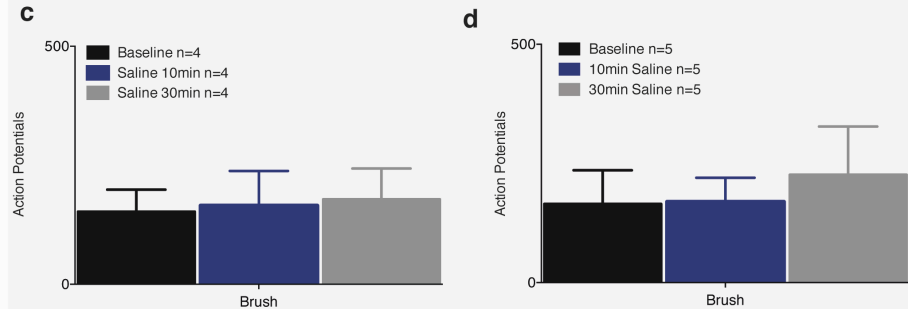 c
500
Baseline n=4
Saline 10min n=4
Saline 30min n=4
Action Potentials
0
Brush
d
500
Baseline n=5
10min Saline n=5
30min Saline n=5
Action Potentials
0
Brush